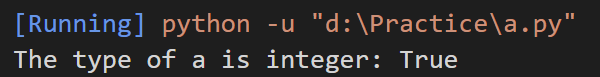 [Running] python -u "d:\Practice\a.py"
The type of a is integer: True